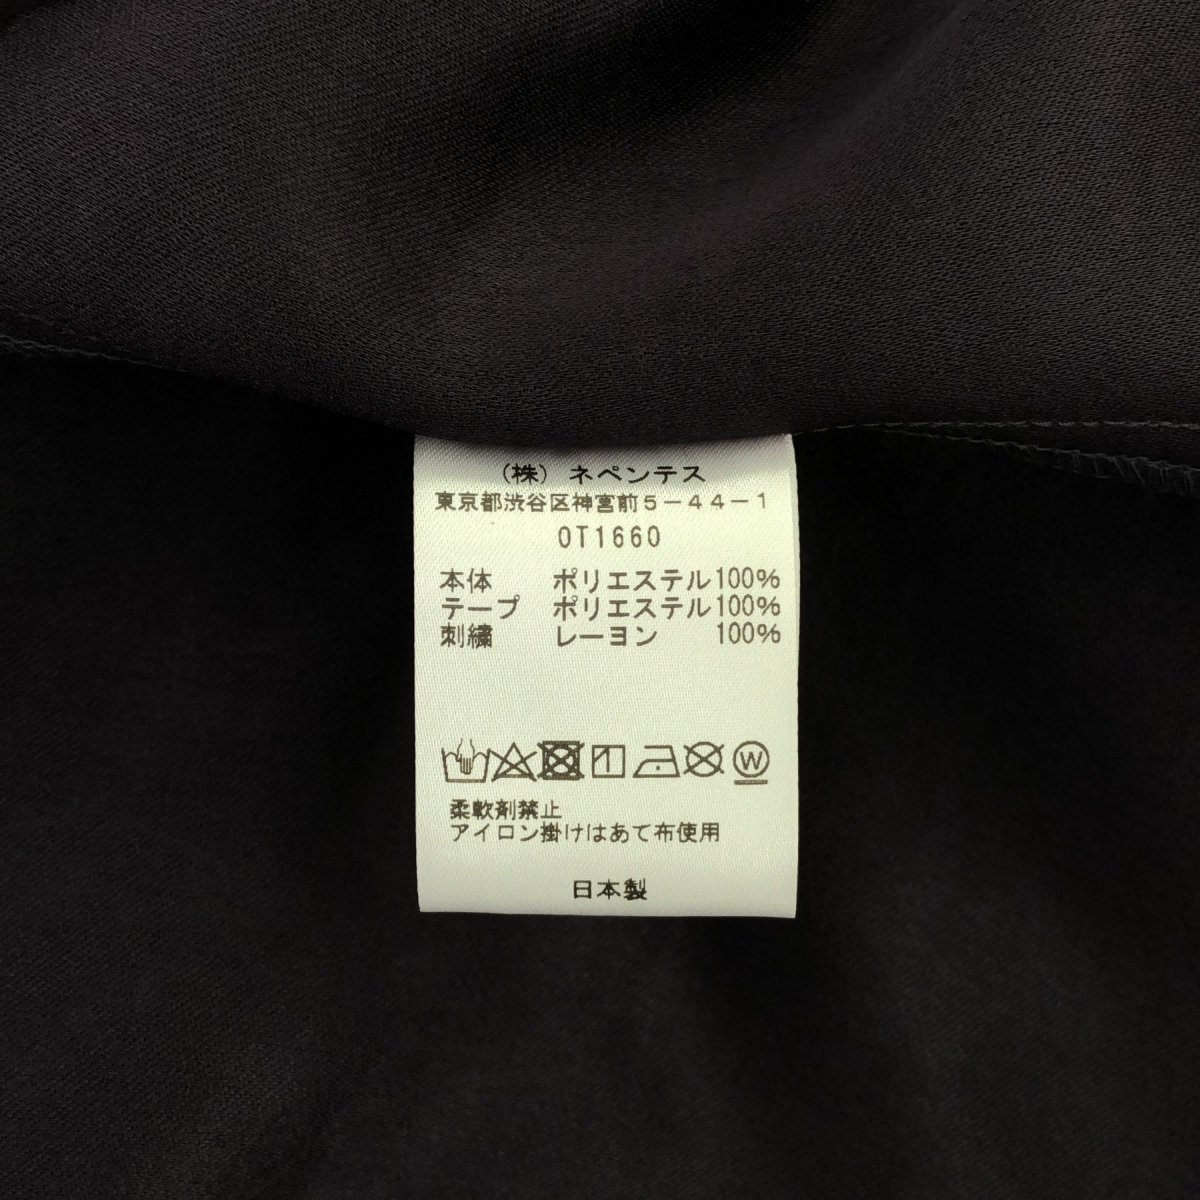 (株) ネペンテス
東京都渋谷区神宮前5-44-1
OT1660
本体 ポリエステル100%
テープ ポリエステル100%
刺繍 レーヨン 100%
W
柔軟剤禁止
アイロン掛けはあて布使用
日本製